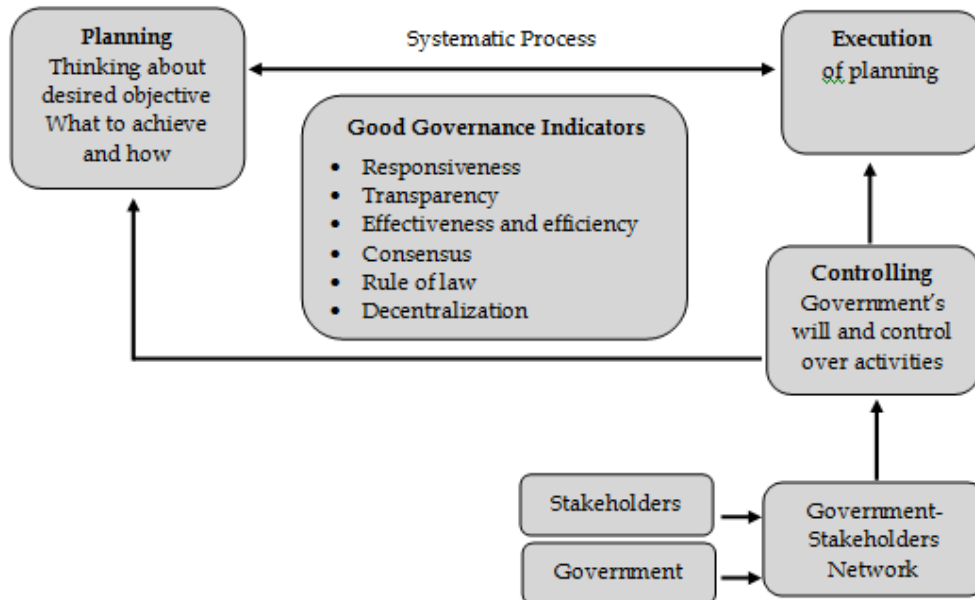 Planning
Thinking about
desired objective
What to achieve
and how
Systematic Process
Execution
of planning
Good Governance Indicators
• Responsiveness
• Transparency
• Effectiveness and efficiency
• Consensus
• Rule of law
• Decentralization
Controlling
Government's
will and control
over activities
Stakeholders
Government
Government-
Stakeholders
Network